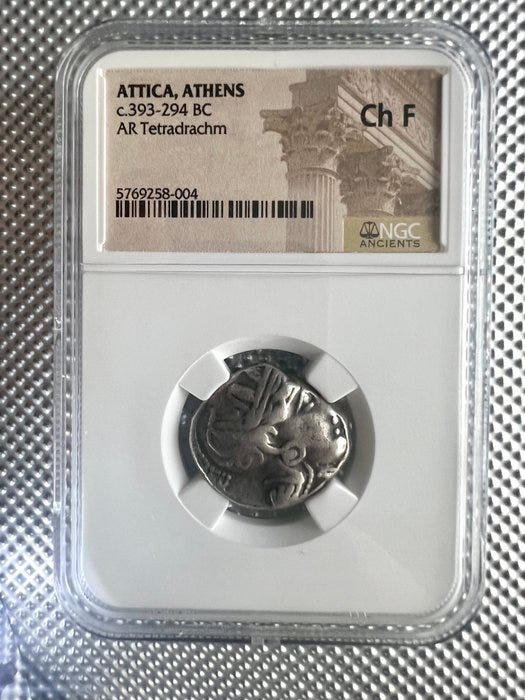 ATTICA, ATHENS
c.393-294 BC
AR Tetradrachm
Ch F
5769258-004
NGC
ANCIENTS